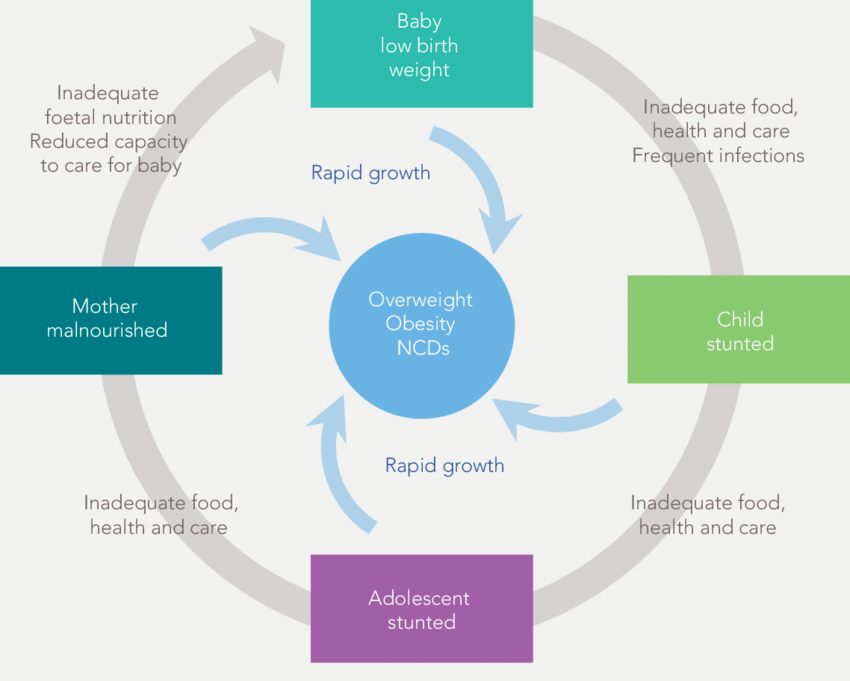 Baby
low birth
weight
Inadequate
foetal nutrition
Reduced capacity
to care for baby
Inadequate food,
health and care
Frequent infections
Rapid growth
Mother
malnourished
Overweight
Obesity
NCDs
Child
stunted
Rapid growth
Inadequate food,
health and care
Inadequate food,
health and care
Adolescent
stunted